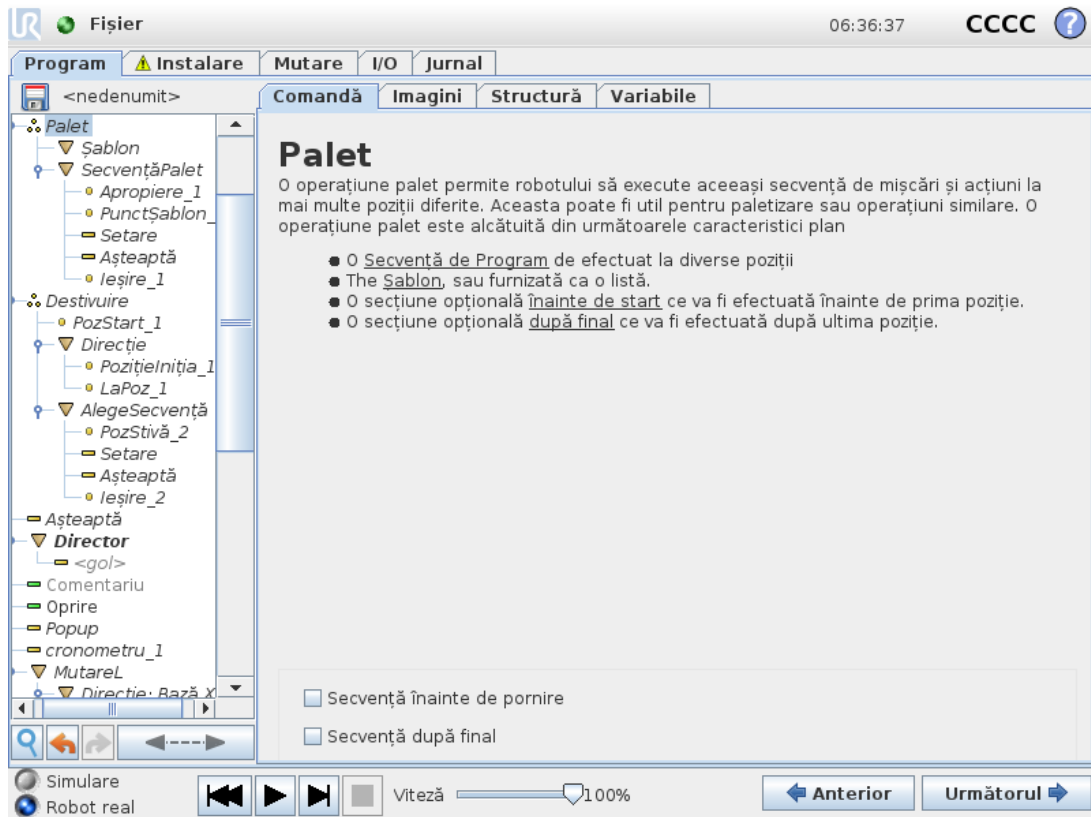 UR Fișier 06:36:37 CCCC ?
Program Instalare Mutare I/O Jurnal
<nedenumit>
Comandă Imagini Structură Variabile
Palet
Șablon
SecvențăPalet
Apropiere_1
PunctȘablon_
Setare
Așteaptă
Ieșire_1
Destivuire
PozStart_1
Direcție
PozițieIniția_1
LaPoz_1
AlegeSecvență
PozStivă_2
Setare
Așteaptă
Ieșire_2
Așteaptă
Director
<gol>
Comentariu
Oprire
Popup
cronometru_1
MutareL
Direcție: Bază X
Palet
O operațiune palet permite robotului să execute aceeași secvență de mișcări și acțiuni la
mai multe poziții diferite. Aceasta poate fi util pentru paletizare sau operațiuni similare. O
operațiune palet este alcătuită din următoarele caracteristici plan
O Secvență de Program de efectuat la diverse poziții
The Șablon, sau furnizată ca o listă.
O secțiune opțională înainte de start ce va fi efectuată înainte de prima poziție.
O secțiune opțională după final ce va fi efectuată după ultima poziție.
Secvență înainte de pornire
Secvență după final
Simulare
Robot real
Viteză 100%
Anterior Următorul